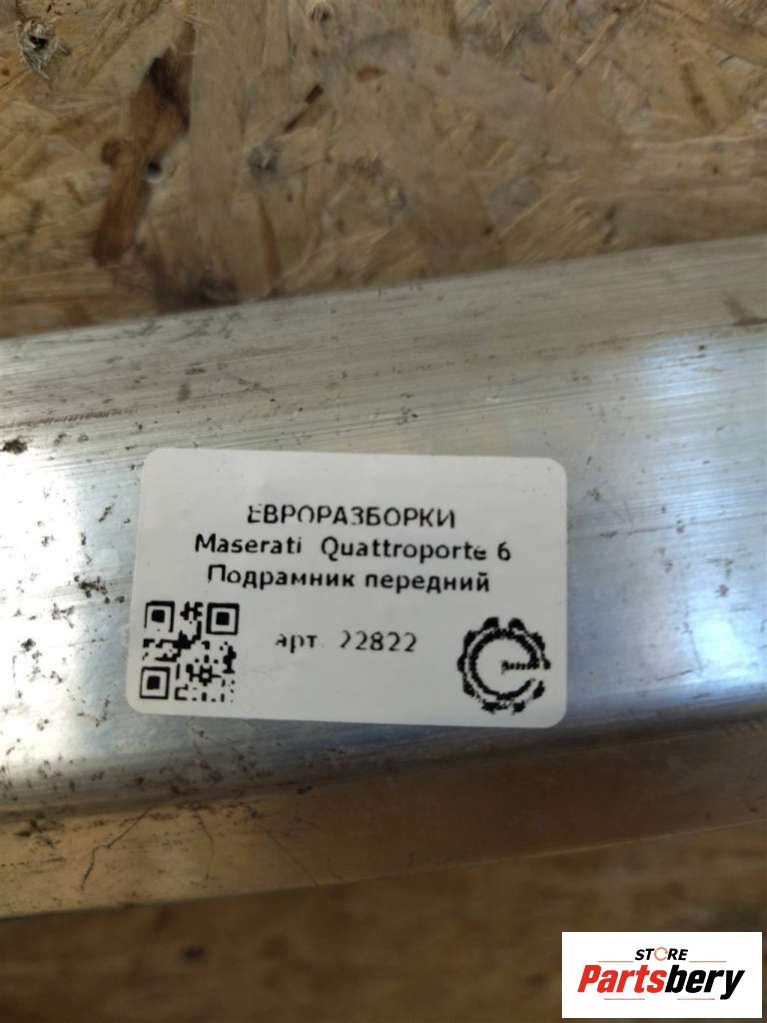 ЕВРОРАЗБОРКИ
Maserati Quattroporte 6
Подрамник передний
арт. 22822
STORE
Partsbery